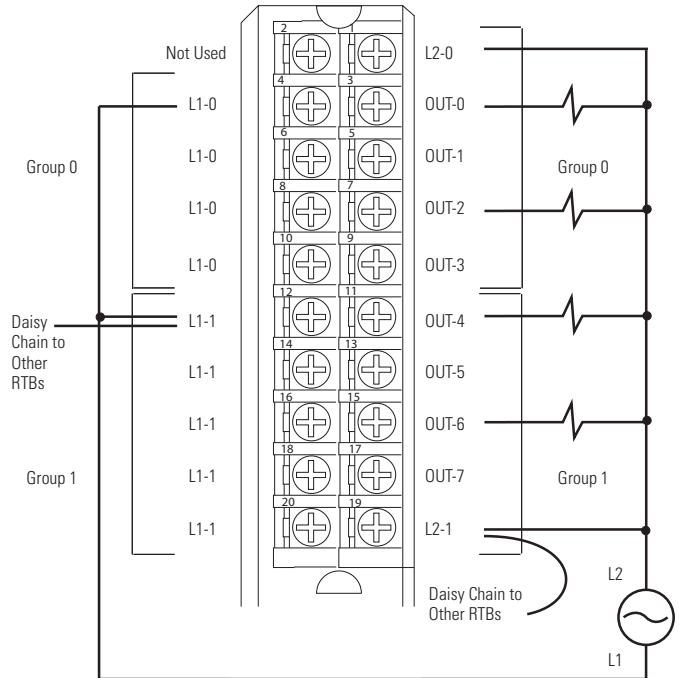 2 1
Not Used L2-0
4 3
L1-0 OUT-0
6 5
L1-0 OUT-1
Group 0 Group 0
8 7
L1-0 OUT-2
10 9
L1-0 OUT-3
12 11
L1-1 OUT-4
Daisy
Chain to
Other
RTBs
14 13
L1-1 OUT-5
16 15
L1-1 OUT-6
18 17
L1-1 OUT-7
Group 1 Group 1
20 19
L1-1 L2-1
Daisy Chain to
Other RTBs
L2
L1